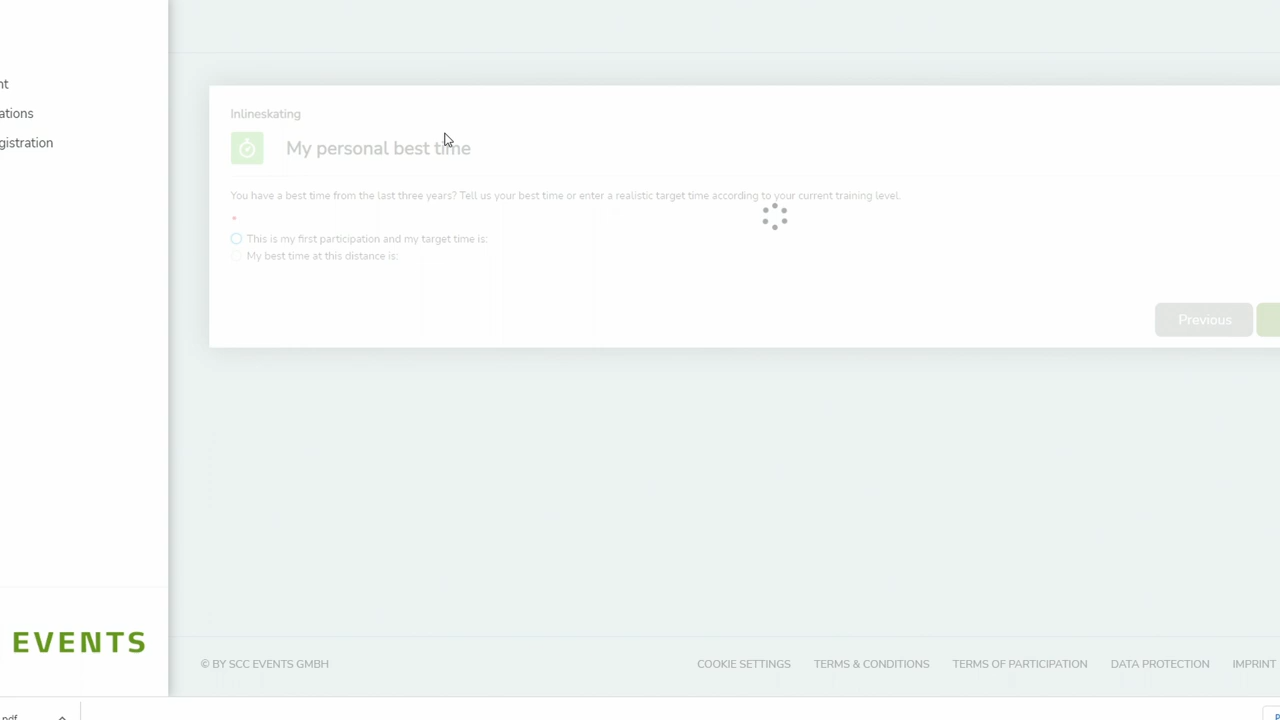 nt
ations
gistration
Inlineskating
My personal best time
You have a best time from the last three years? Tell us your best time or enter a realistic target time according to your current training level.
*
This is my first participation and my target time is:
My best time at this distance is:
Previous
EVENTS
© BY SCC EVENTS GMBH
COOKIE SETTINGS
TERMS & CONDITIONS
TERMS OF PARTICIPATION
DATA PROTECTION
IMPRINT
.pdf